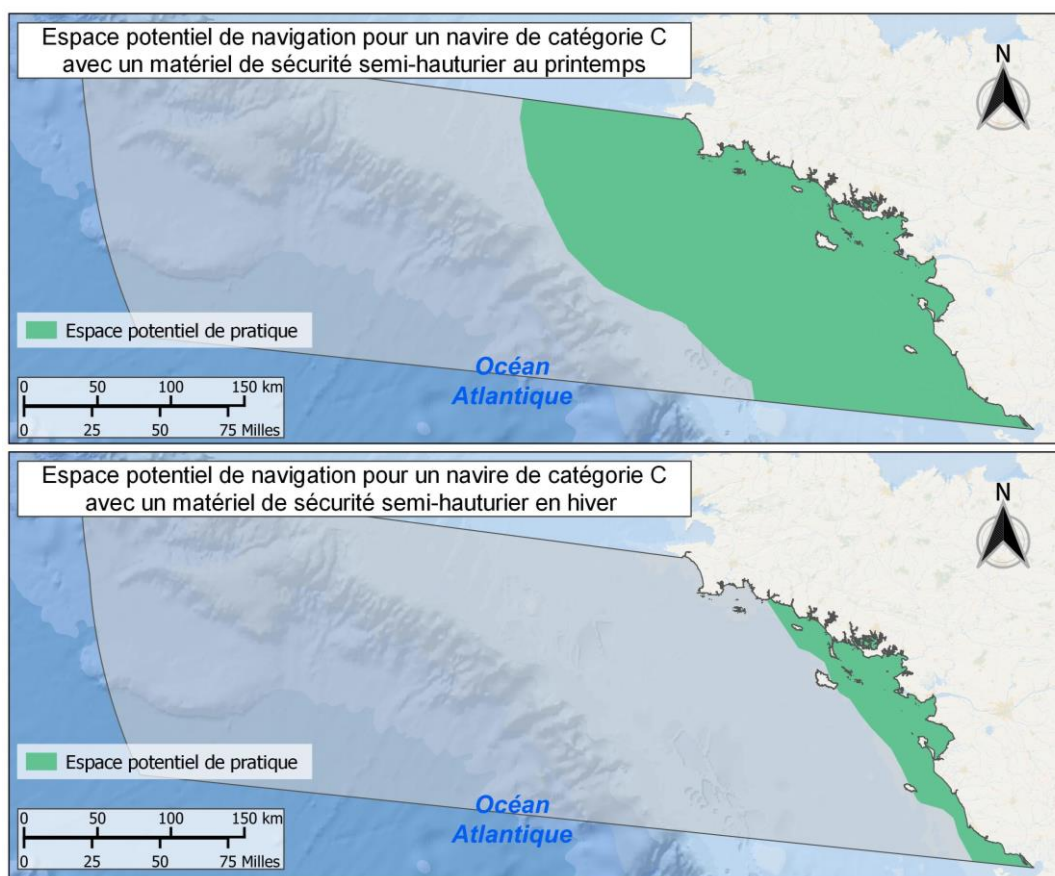 Espace potentiel de navigation pour un navire de catégorie C
avec un matériel de sécurité semi-hauturier au printemps
N
Espace potentiel de pratique
Océan
Atlantique
0 50 100 150 km
0 25 50 75 Milles
Espace potentiel de navigation pour un navire de catégorie C
avec un matériel de sécurité semi-hauturier en hiver
N
Espace potentiel de pratique
Océan
Atlantique
0 50 100 150 km
0 25 50 75 Milles